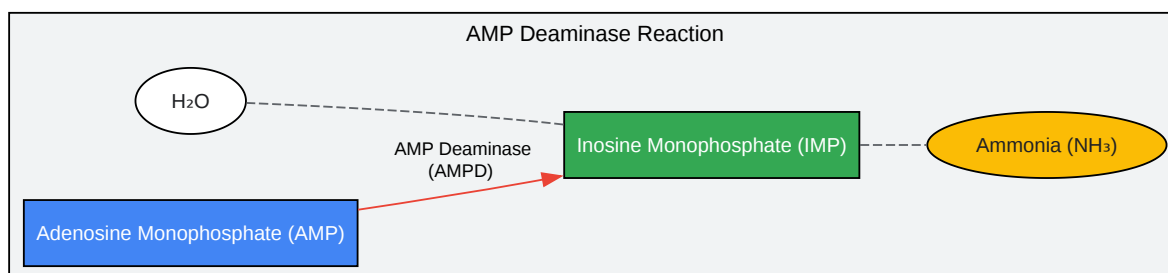 AMP Deaminase Reaction
H₂O
AMP Deaminase
(AMPD)
Inosine Monophosphate (IMP)
Ammonia (NH₃)
Adenosine Monophosphate (AMP)